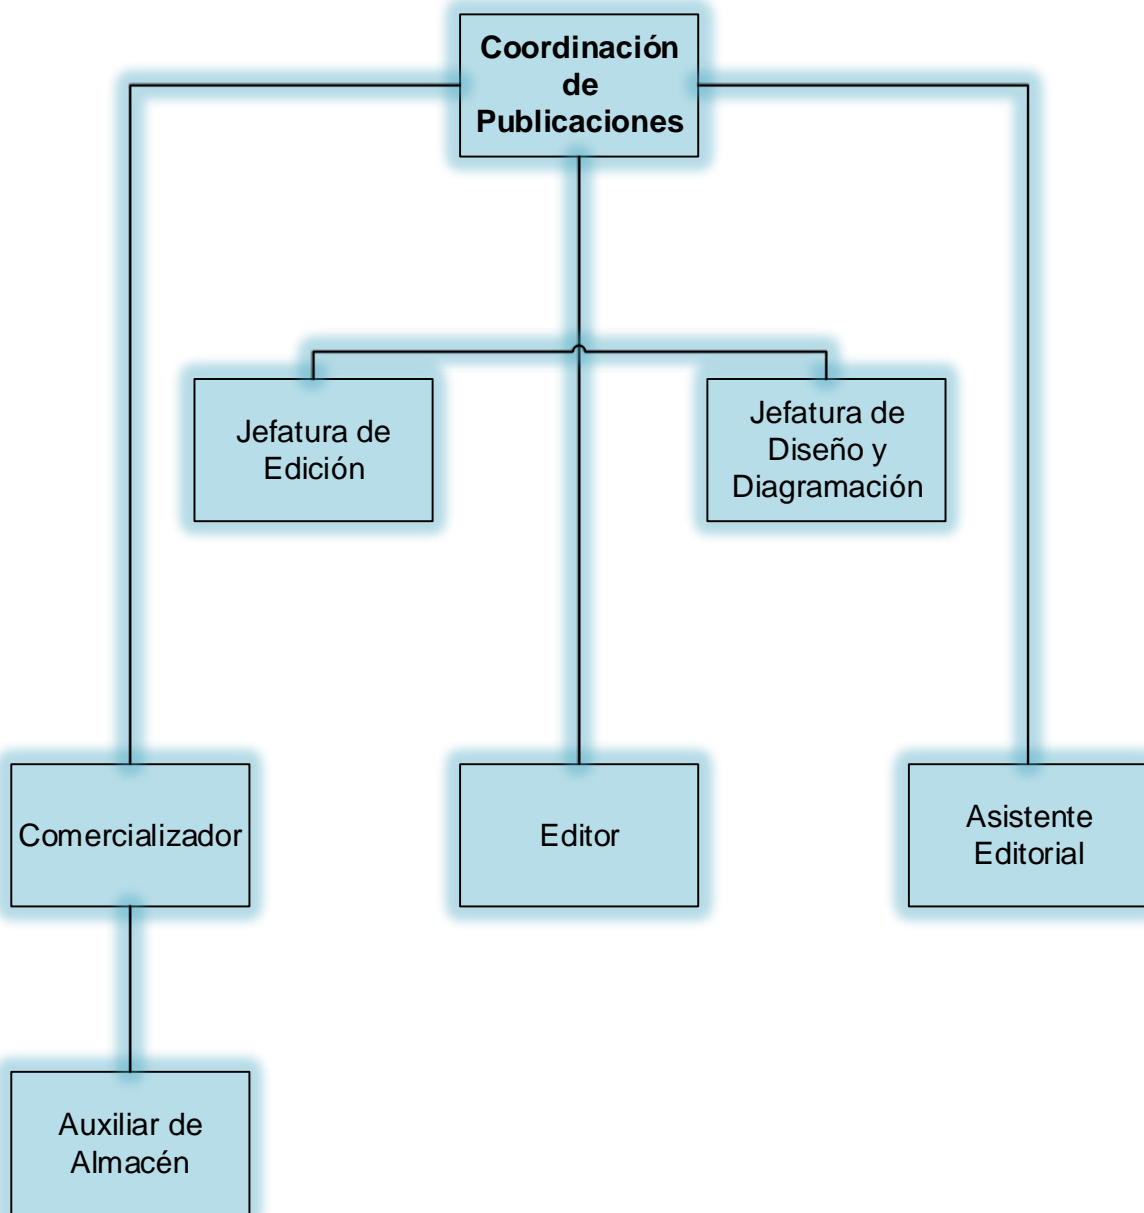 Coordinación
de
Publicaciones
Jefatura de
Edición
Jefatura de
Diseño y
Diagramación
Comercializador
Editor
Asistente
Editorial
Auxiliar de
Almacén